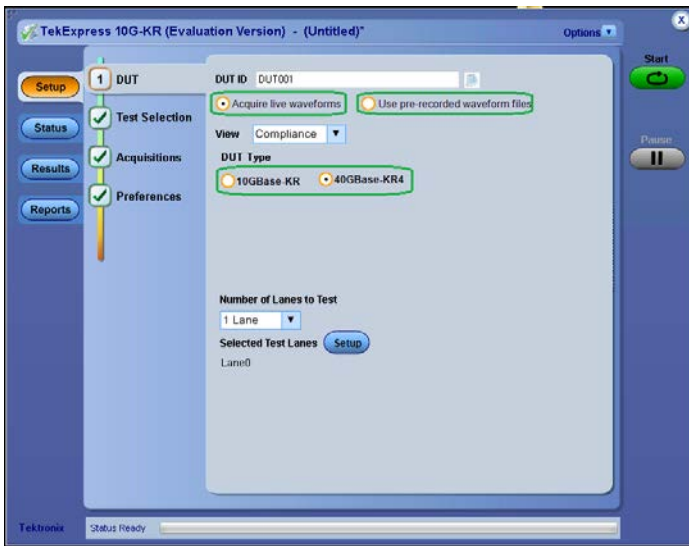 TekExpress 10G-KR (Evaluation Version) - (Untitled)*
Options
x
Start
Setup
1 DUT
DUT ID DUT001
Acquire live waveforms
Use pre-recorded waveform files
Status
Test Selection
View Compliance
Pause
Acquisitions
DUT Type
Results
10GBase-KR
40GBase-KR4
Preferences
Reports
Number of Lanes to Test
1 Lane
Selected Test Lanes Setup
Lane0
Tektronix
Status Ready